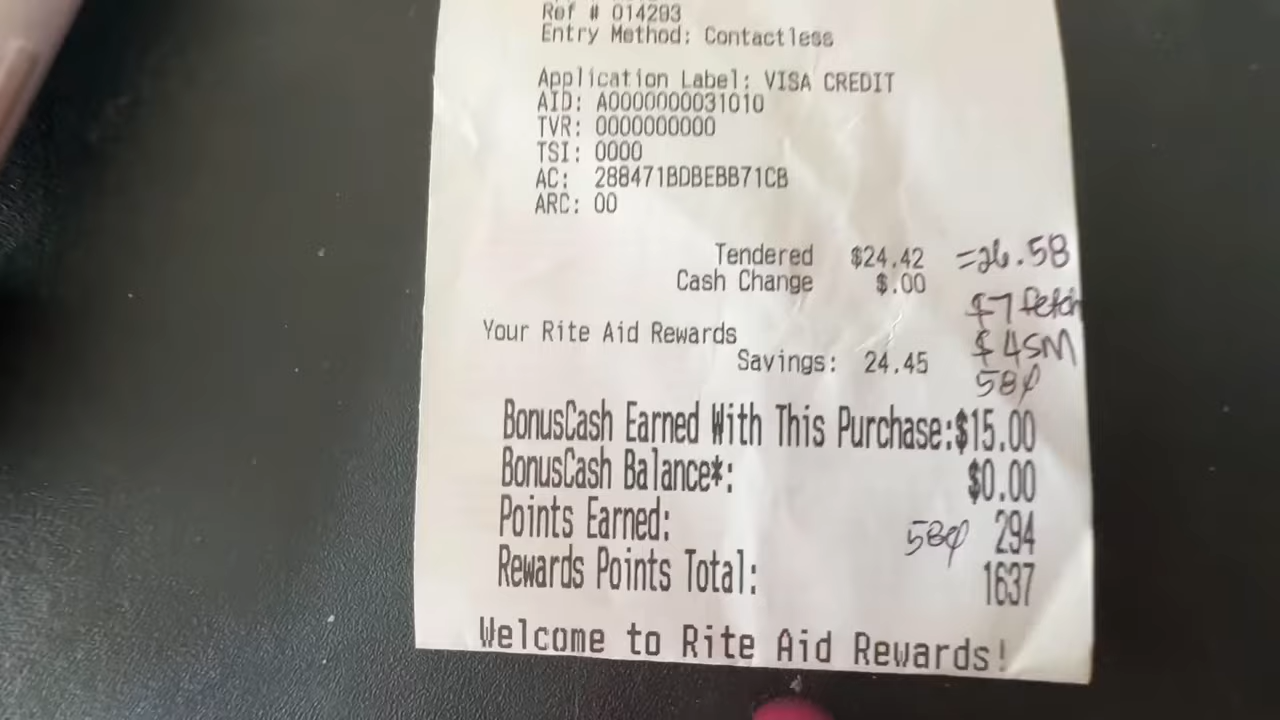 Ref # 014293
Entry Method: Contactless
Application Label: VISA CREDIT
AID: A0000000031010
TVR: 0000000000
TSI: 0000
AC: 288471BDBEBB71CB
ARC: 00
Tendered $24.42 =26.58
Cash Change $.00
$7 fetch
Your Rite Aid Rewards
$4 SM
Savings: 24.45
58¢
BonusCash Earned With This Purchase:$15.00
BonusCash Balance*: $0.00
Points Earned: 58¢ 294
Rewards Points Total: 1637
Welcome to Rite Aid Rewards!